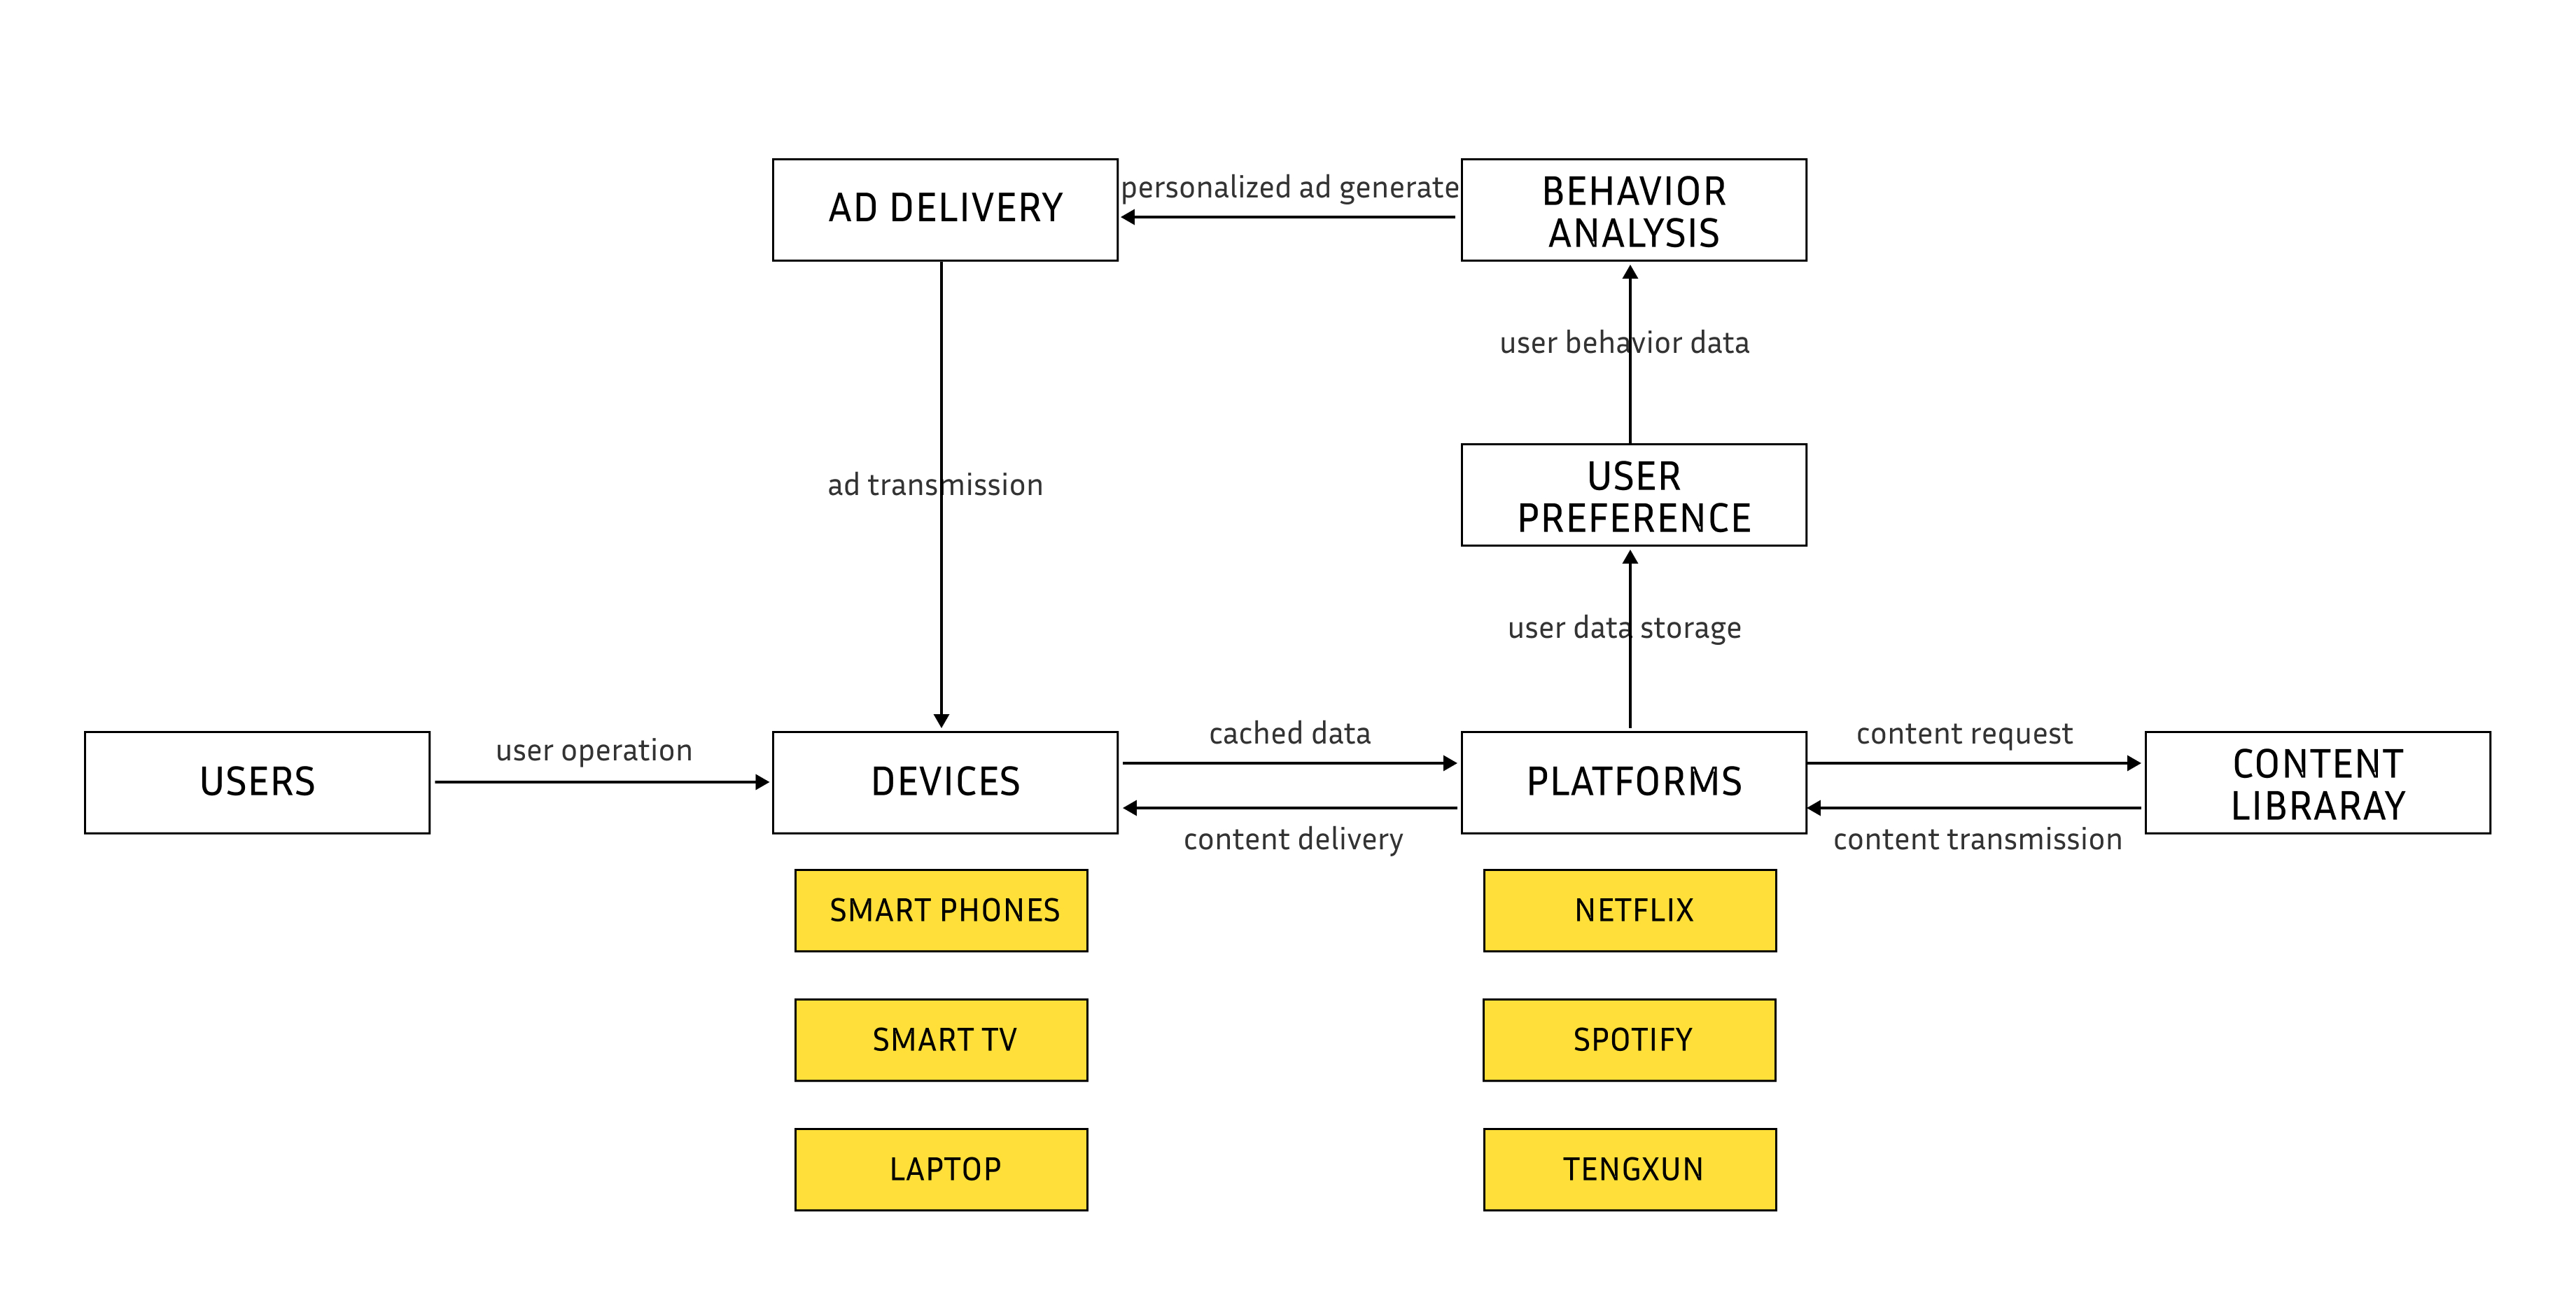 AD DELIVERY
personalized ad generate
BEHAVIOR
ANALYSIS
user behavior data
ad transmission
USER
PREFERENCE
user data storage
USERS
user operation
DEVICES
cached data
content delivery
PLATFORMS
content request
content transmission
CONTENT
LIBRARAY
SMART PHONES
NETFLIX
SMART TV
SPOTIFY
LAPTOP
TENGXUN